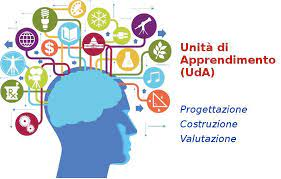 Unità di
Apprendimento
(UdA)
Progettazione
Costruzione
Valutazione